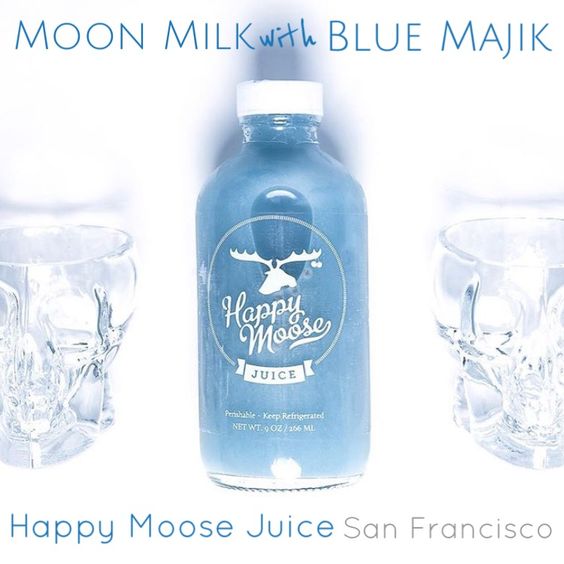 Moon Milk with Blue Majik
Happy
Moose
JUICE
Perishable - Keep Refrigerated
NET WT. 9 OZ / 266 ML
Happy Moose Juice San Francisco